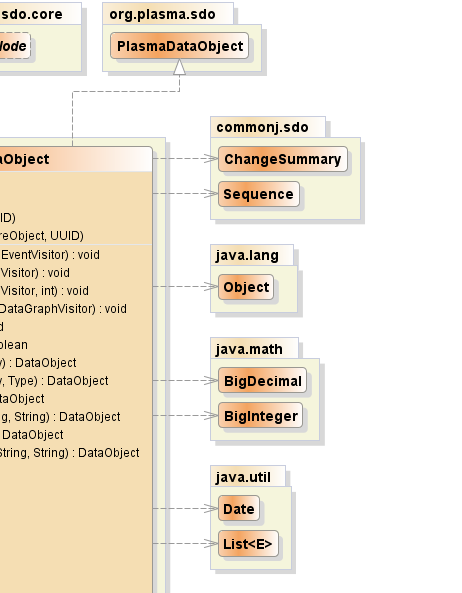 sdo.core
org.plasma.sdo
PlasmaDataObject
commonj.sdo
aObject
ChangeSummary
Sequence
ID)
reObject, UUID)
EventVisitor) : void
Visitor) : void
Visitor, int) : void
DataGraphVisitor) : void
d
olean
y) : DataObject
y, Type) : DataObject
taObject
g, String) : DataObject
: DataObject
String, String) : DataObject
java.lang
Object
java.math
BigDecimal
BigInteger
java.util
Date
List<E>